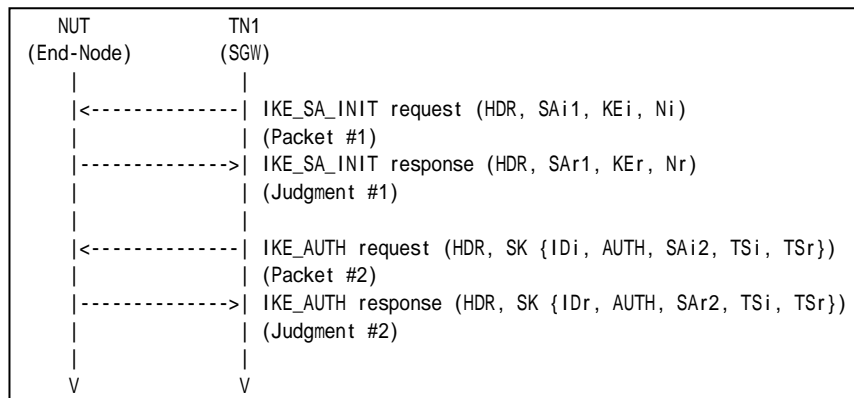 NUT TN1
(End-Node) (SGW)
| |
|<--------------| IKE_SA_INIT request (HDR, SAi1, KEi, Ni)
| | (Packet #1)
|-------------->| IKE_SA_INIT response (HDR, SAr1, KEr, Nr)
| | (Judgment #1)
| |
|<--------------| IKE_AUTH request (HDR, SK {IDi, AUTH, SAi2, TSi, TSr})
| | (Packet #2)
|-------------->| IKE_AUTH response (HDR, SK {IDr, AUTH, SAr2, TSi, TSr})
| | (Judgment #2)
| |
V V